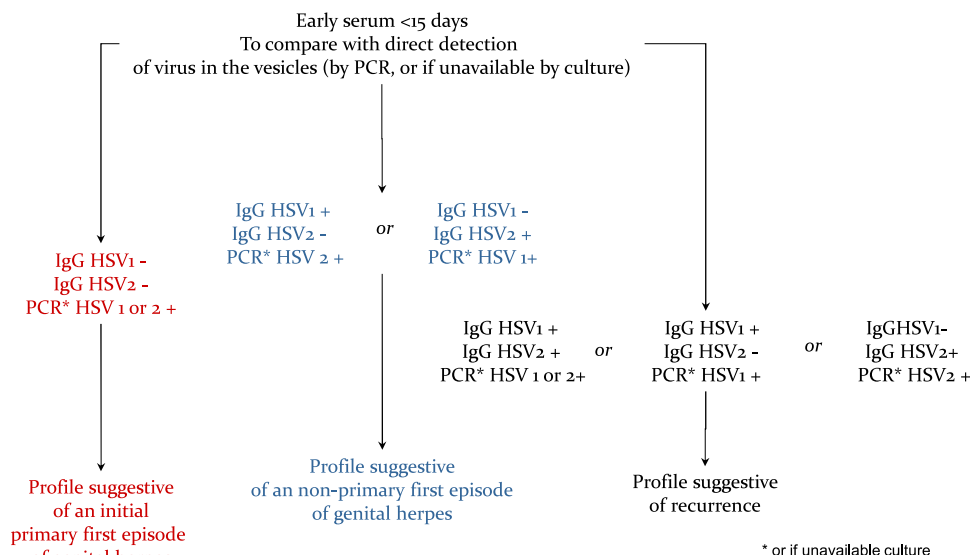 Early serum <15 days
To compare with direct detection
of virus in the vesicles (by PCR, or if unavailable by culture)
IgG HSV1 -
IgG HSV2 -
PCR* HSV 1 or 2 +
IgG HSV1 +
IgG HSV2 -
PCR* HSV 2 +
or
IgG HSV1 -
IgG HSV2 +
PCR* HSV 1+
IgG HSV1 +
IgG HSV2 +
PCR* HSV 1 or 2+
or
IgG HSV1 +
IgG HSV2 -
PCR* HSV1 +
or
IgGHSV1-
IgG HSV2+
PCR* HSV2 +
Profile suggestive
of an initial
primary first episode
Profile suggestive
of an non-primary first episode
of genital herpes
Profile suggestive
of recurrence
* or if unavailable culture